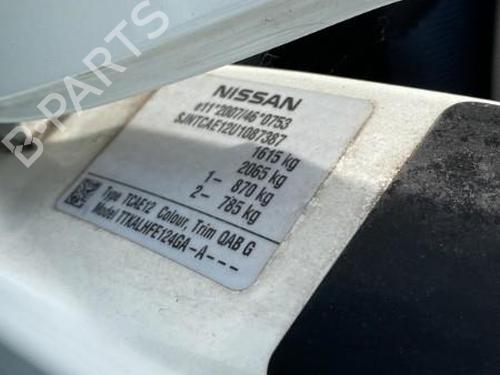 B-PARTS
NISSAN
e11*2007/46*0753
SJNTCAE12U1087387
1615 kg
2065 kg
1- 870 kg
2- 785 kg
Type TCAE12 Colour, Trim QAB G
Model TTKALHFE124GA-A---